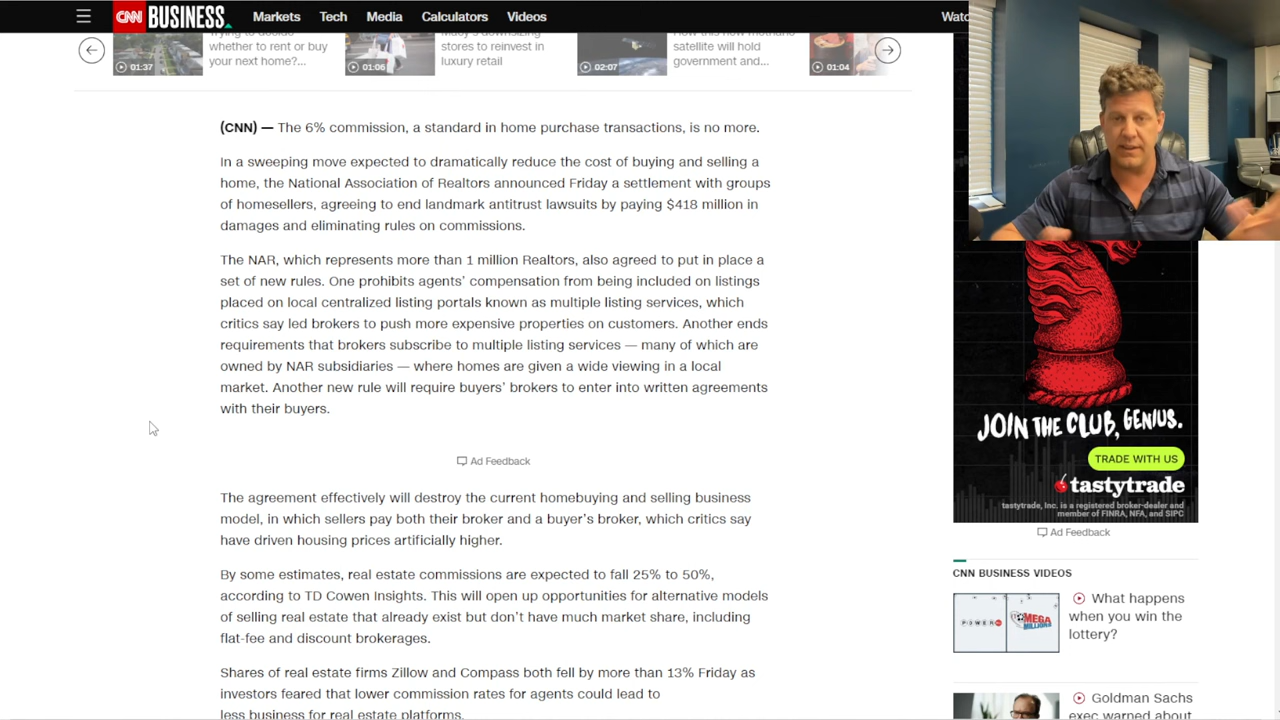 CNN BUSINESS
Markets Tech Media Calculators Videos
whether to rent or buy
your next home?...
01:37
stores to reinvest in
luxury retail
01:06
satellite will hold
government and...
02:07
01:04
(CNN) — The 6% commission, a standard in home purchase transactions, is no more.
In a sweeping move expected to dramatically reduce the cost of buying and selling a
home, the National Association of Realtors announced Friday a settlement with groups
of homesellers, agreeing to end landmark antitrust lawsuits by paying $418 million in
damages and eliminating rules on commissions.
The NAR, which represents more than 1 million Realtors, also agreed to put in place a
set of new rules. One prohibits agents’ compensation from being included on listings
placed on local centralized listing portals known as multiple listing services, which
critics say led brokers to push more expensive properties on customers. Another ends
requirements that brokers subscribe to multiple listing services — many of which are
owned by NAR subsidiaries — where homes are given a wide viewing in a local
market. Another new rule will require buyers’ brokers to enter into written agreements
with their buyers.
Ad Feedback
The agreement effectively will destroy the current homebuying and selling business
model, in which sellers pay both their broker and a buyer’s broker, which critics say
have driven housing prices artificially higher.
By some estimates, real estate commissions are expected to fall 25% to 50%,
according to TD Cowen Insights. This will open up opportunities for alternative models
of selling real estate that already exist but don’t have much market share, including
flat-fee and discount brokerages.
Shares of real estate firms Zillow and Compass both fell by more than 13% Friday as
investors feared that lower commission rates for agents could lead to
less business for real estate platforms.
JOIN THE CLUB, GENIUS.
TRADE WITH US
tastytrade
tastytrade, Inc. is a registered broker-dealer and
member of FINRA, NFA, and SIPC
Ad Feedback
CNN BUSINESS VIDEOS
What happens
when you win the
lottery?
POWER
MEGA
MILLIONS
Goldman Sachs
exec warned about